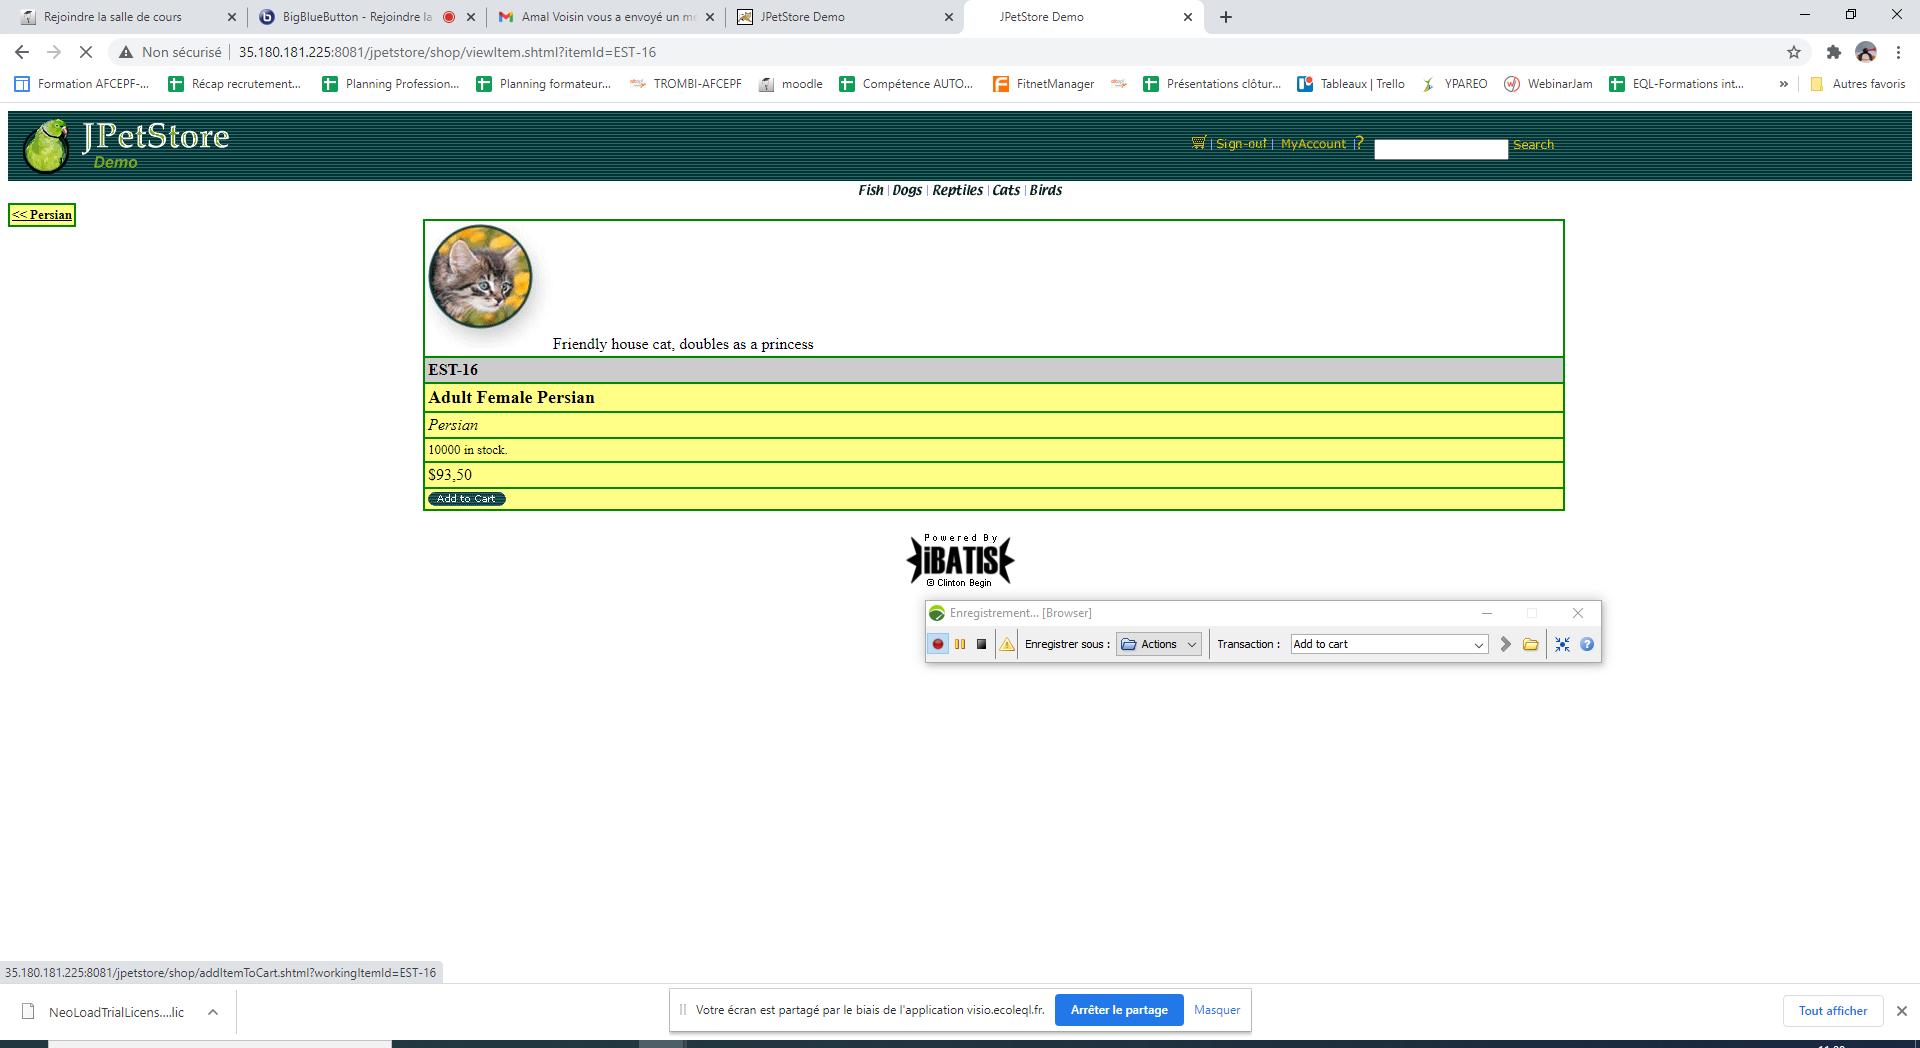 Rejoindre la salle de cours
BigBlueButton - Rejoindre la
Amal Voisin vous a envoyé un me
JPetStore Demo
JPetStore Demo
Non sécurisé
35.180.181.225:8081/jpetstore/shop/viewItem.shtml?itemId=EST-16
Formation AFCEPF-...
Récap recrutement...
Planning Profession...
Planning formateur...
TROMBI-AFCEPF
moodle
Compétence AUTO...
FitnetManager
Présentations clôtur...
Tableaux | Trello
YPAREO
WebinarJam
EQL-Formations int...
»
Autres favoris
JPetStore
Demo
| Sign-out | MyAccount | ?
Search
Fish | Dogs | Reptiles | Cats | Birds
<< Persian
Friendly house cat, doubles as a princess
EST-16
Adult Female Persian
Persian
10000 in stock.
$93,50
Add to Cart
Powered By
iBATIS
© Clinton Begin
Enregistrement... [Browser]
Enregistrer sous :
Actions
Transaction :
Add to cart
35.180.181.225:8081/jpetstore/shop/addItemToCart.shtml?workingItemId=EST-16
NeoLoadTrialLicens....lic
Votre écran est partagé par le biais de l'application visio.ecoleql.fr.
Arrêter le partage
Masquer
Tout afficher